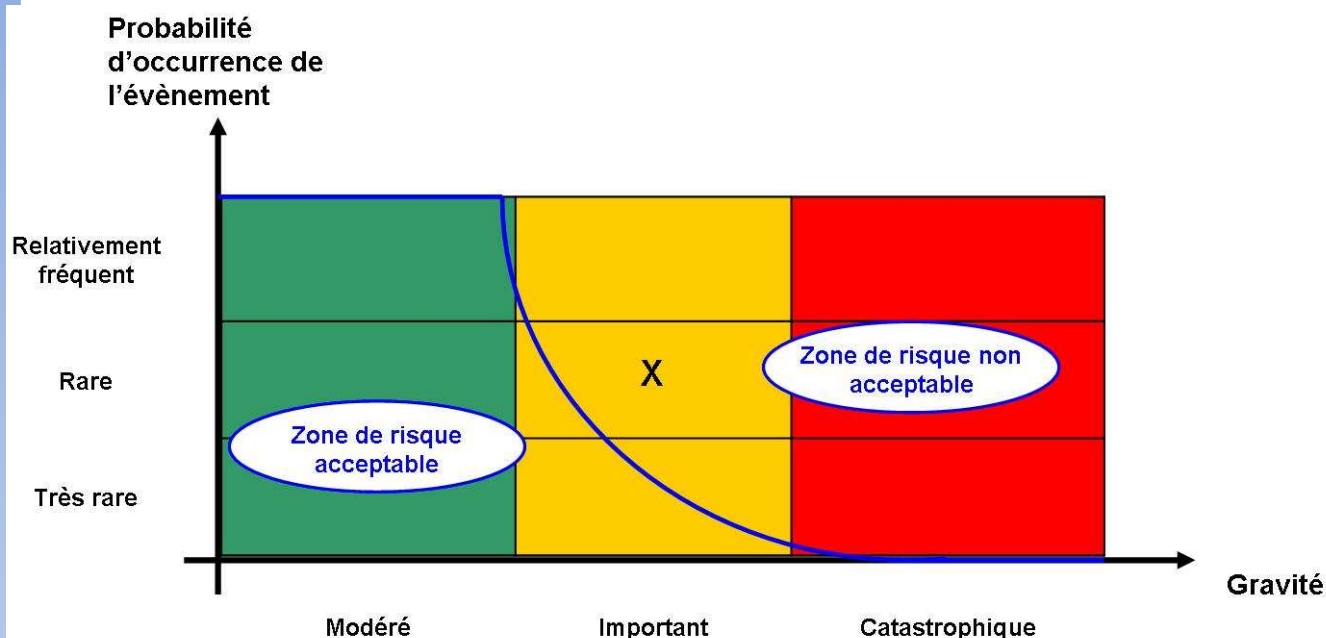 Probabilité
d'occurrence de
l'évènement
Relativement
fréquent
Rare
X
Zone de risque non
acceptable
Zone de risque
acceptable
Très rare
Gravité
Modéré
Important
Catastrophique